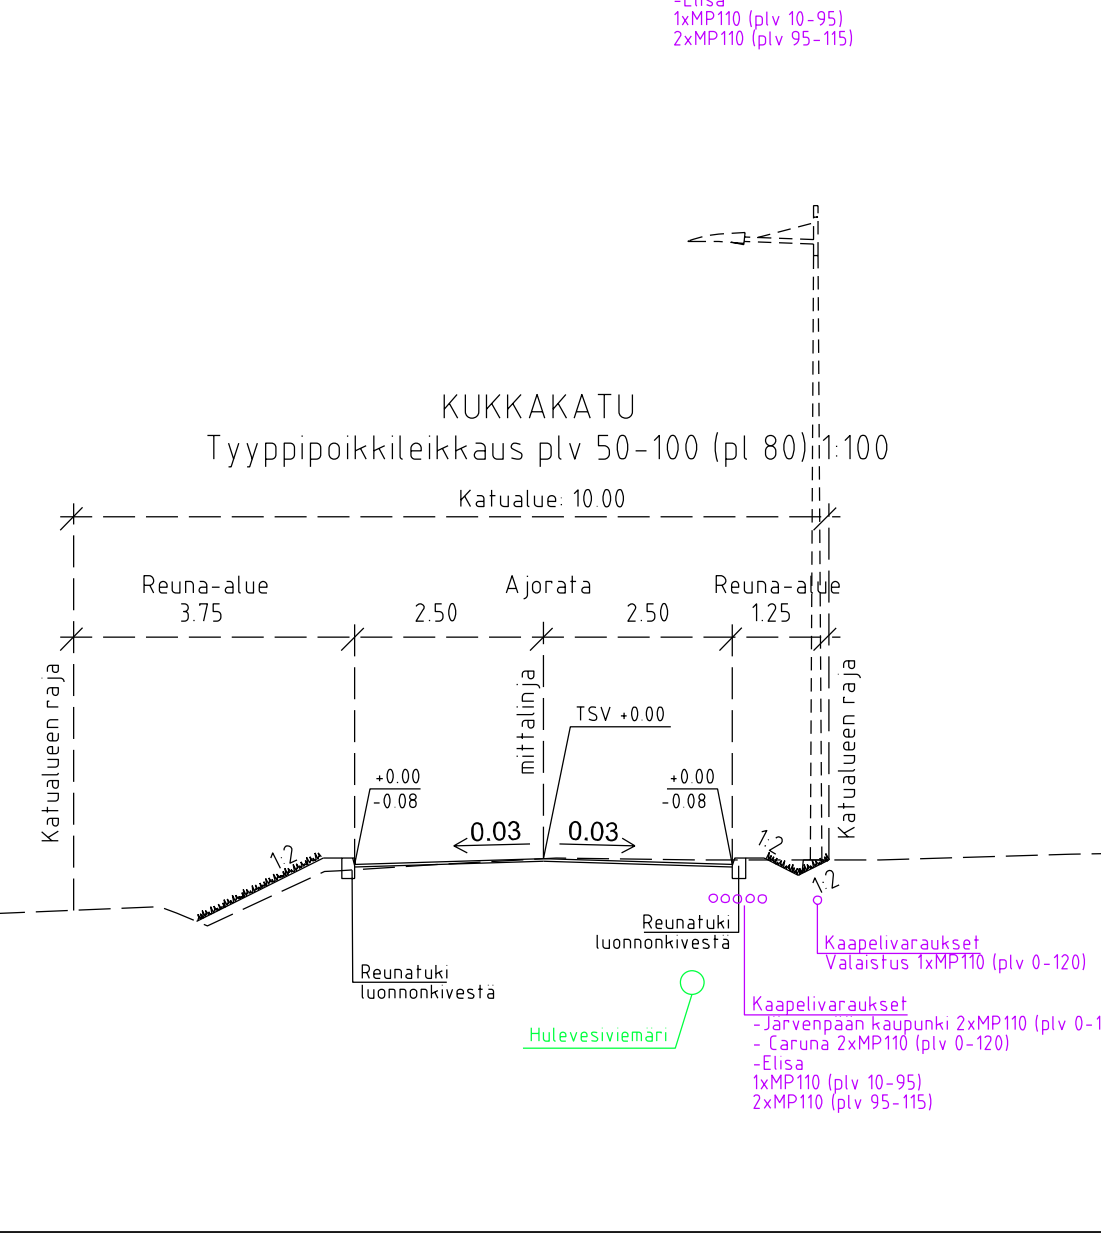 -Elisa
1xMP110 (plv 10-95)
2xMP110 (plv 95-115)
KUKKAKATU
Tyyppipoikkileikkaus plv 50-100 (pl 80) 1:100
Katualue: 10.00
Reuna-alue
3.75
2.50
Ajorata
2.50
Reuna-alue
1.25
Katualueen raja
mittalinja
TSV +0.00
+0.00
-0.08
+0.00
-0.08
Katualueen raja
0.03
0.03
1:2
1:2
1:2
Reunatuki
luonnonkivestä
Reunatuki
luonnonkivestä
Kaapelivaraukset
Valaistus 1xMP110 (plv 0-120)
Hulevesiviemäri
Kaapelivaraukset
-Järvenpään kaupunki 2xMP110 (plv 0-1
- Caruna 2xMP110 (plv 0-120)
-Elisa
1xMP110 (plv 10-95)
2xMP110 (plv 95-115)